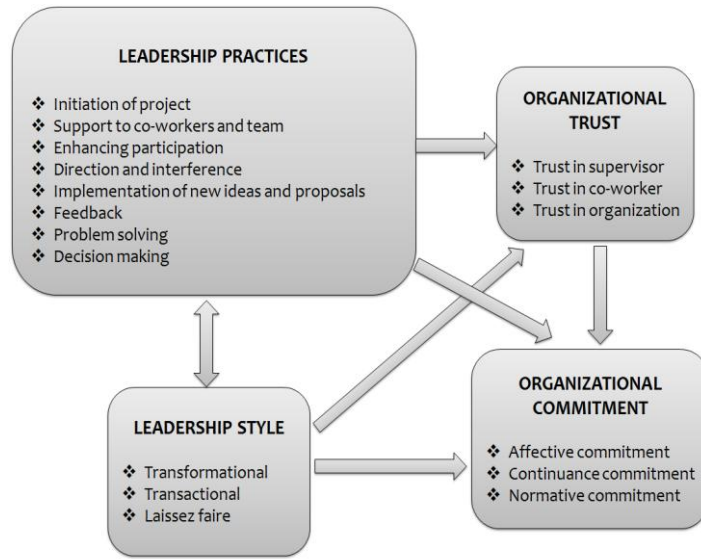 LEADERSHIP PRACTICES
❖ Initiation of project
❖ Support to co-workers and team
❖ Enhancing participation
❖ Direction and interference
❖ Implementation of new ideas and proposals
❖ Feedback
❖ Problem solving
❖ Decision making
ORGANIZATIONAL
TRUST
❖ Trust in supervisor
❖ Trust in co-worker
❖ Trust in organization
LEADERSHIP STYLE
❖ Transformational
❖ Transactional
❖ Laissez faire
ORGANIZATIONAL
COMMITMENT
❖ Affective commitment
❖ Continuance commitment
❖ Normative commitment